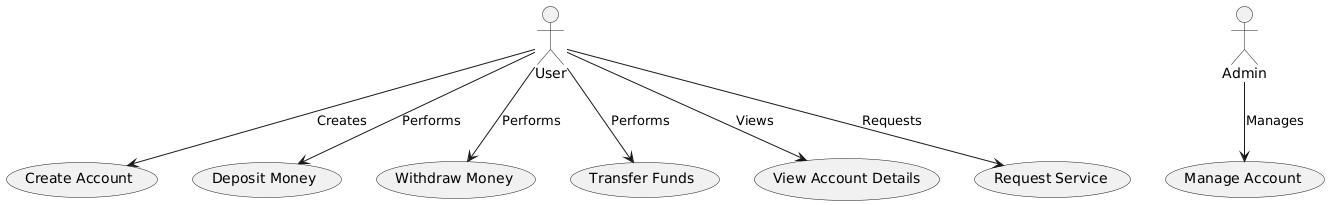 User
Admin
Creates
Performs
Performs
Performs
Views
Requests
Manages
Create Account
Deposit Money
Withdraw Money
Transfer Funds
View Account Details
Request Service
Manage Account